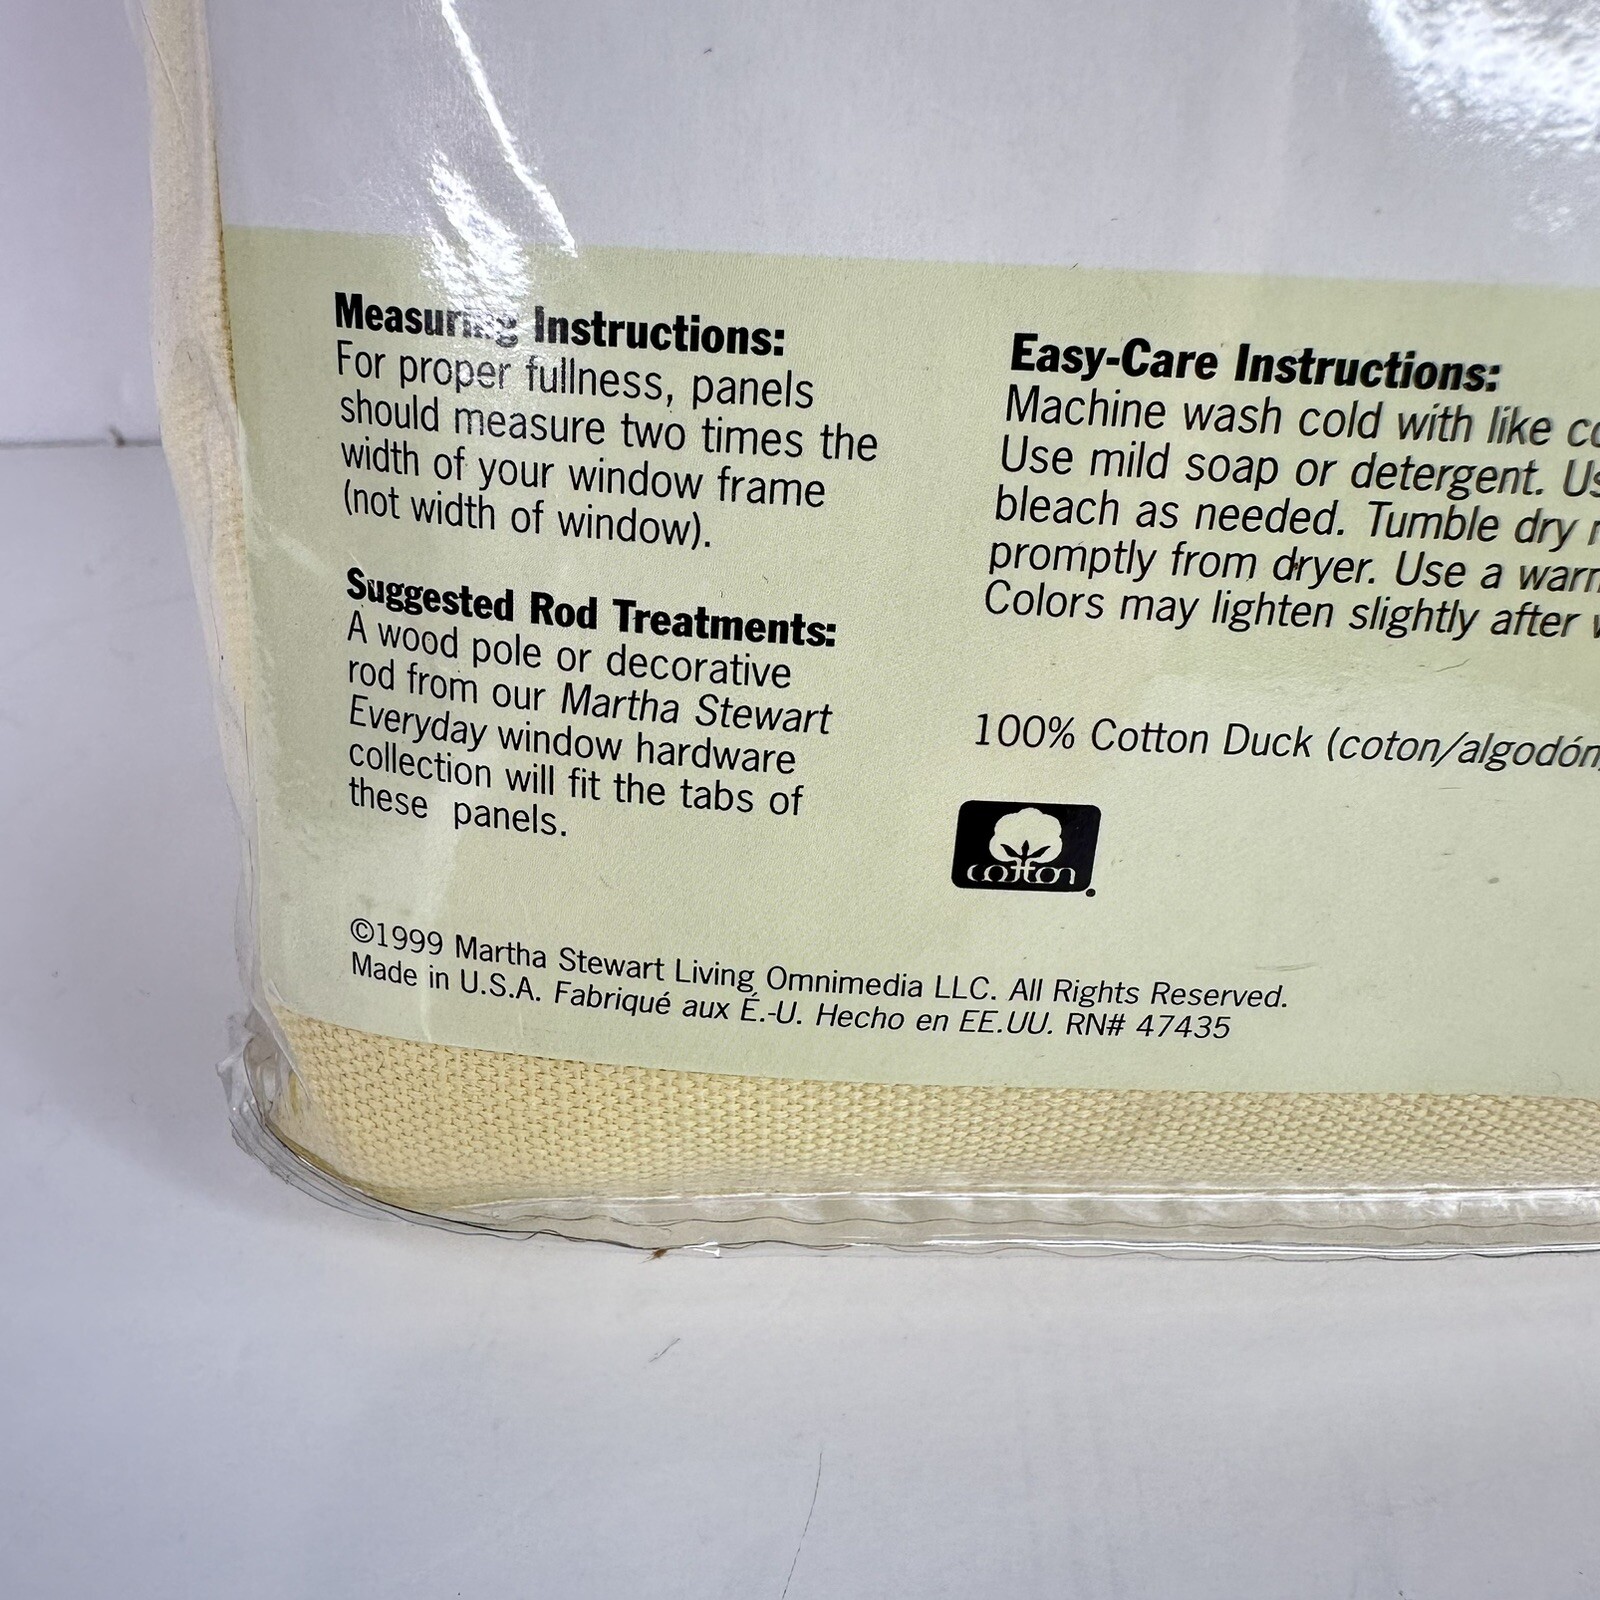 Measuring Instructions:
For proper fullness, panels
should measure two times the
width of your window frame
(not width of window).
Suggested Rod Treatments:
A wood pole or decorative
rod from our Martha Stewart
Everyday window hardware
collection will fit the tabs of
these panels.
Easy-Care Instructions:
Machine wash cold with like
Use mild soap or detergent.
bleach as needed. Tumble dry
promptly from dryer. Use a warm
Colors may lighten slightly after
100% Cotton Duck (coton/algodón
cotton
©1999 Martha Stewart Living Omnimedia LLC. All Rights Reserved.
Made in U.S.A. Fabriqué aux É.-U. Hecho en EE.UU. RN# 47435